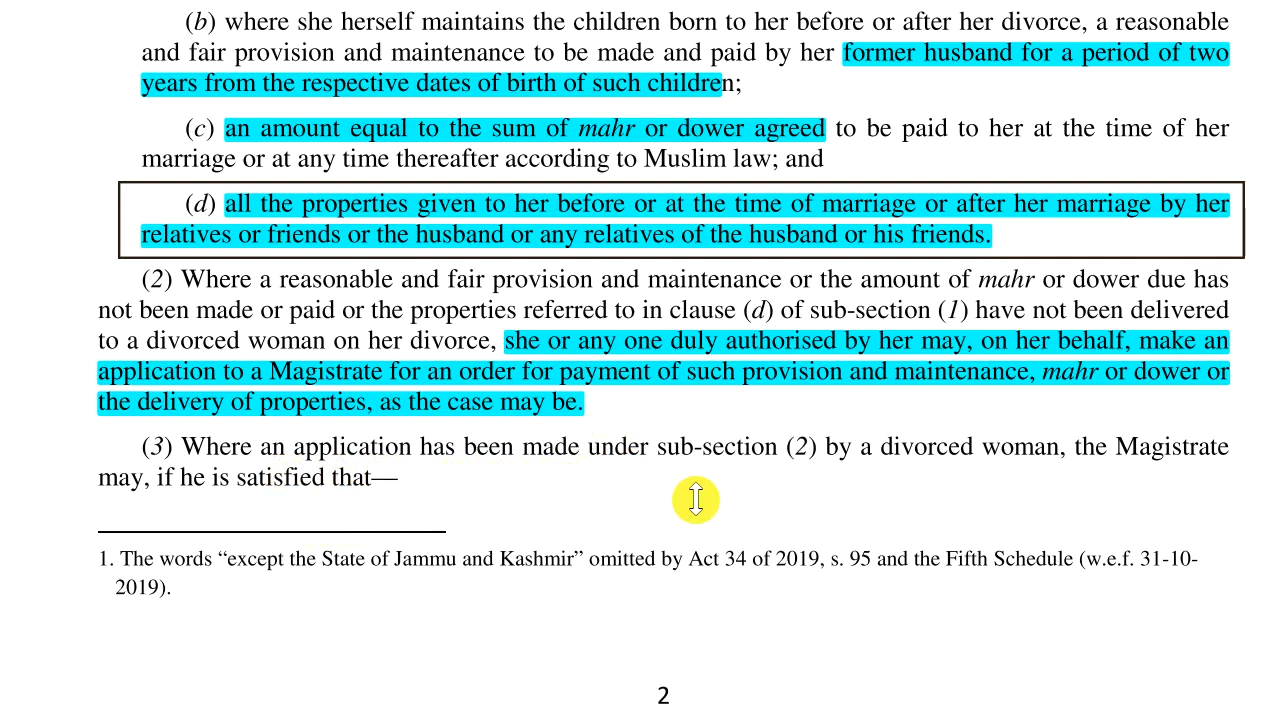 (b) where she herself maintains the children born to her before or after her divorce, a reasonable
and fair provision and maintenance to be made and paid by her former husband for a period of two
years from the respective dates of birth of such children;
(c) an amount equal to the sum of mahr or dower agreed to be paid to her at the time of her
marriage or at any time thereafter according to Muslim law; and
(d) all the properties given to her before or at the time of marriage or after her marriage by her
relatives or friends or the husband or any relatives of the husband or his friends.
(2) Where a reasonable and fair provision and maintenance or the amount of mahr or dower due has
not been made or paid or the properties referred to in clause (d) of sub-section (1) have not been delivered
to a divorced woman on her divorce, she or any one duly authorised by her may, on her behalf, make an
application to a Magistrate for an order for payment of such provision and maintenance, mahr or dower or
the delivery of properties, as the case may be.
(3) Where an application has been made under sub-section (2) by a divorced woman, the Magistrate
may, if he is satisfied that—
1. The words “except the State of Jammu and Kashmir” omitted by Act 34 of 2019, s. 95 and the Fifth Schedule (w.e.f. 31-10-
2019).
2